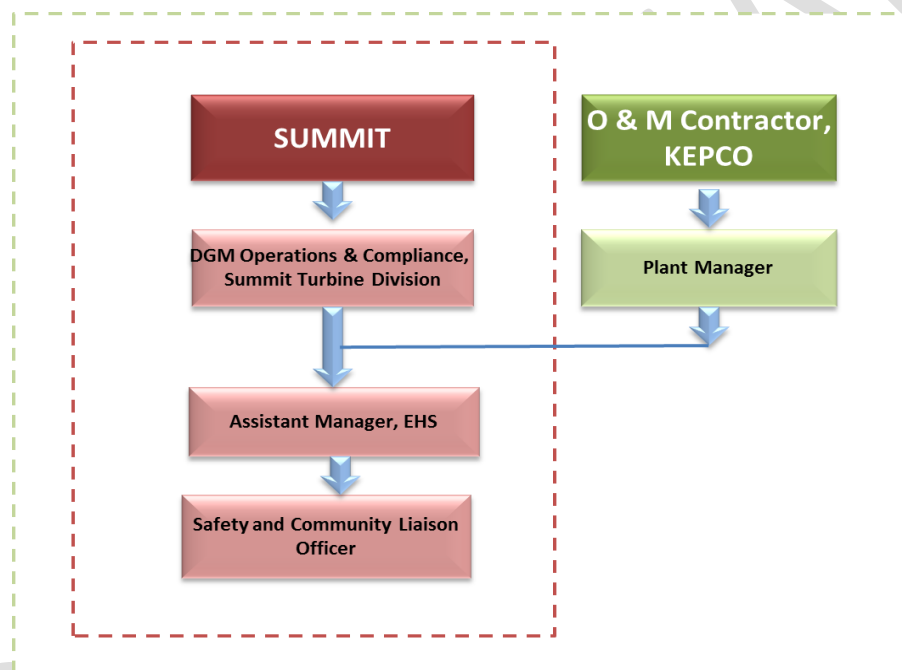 SUMMIT
O & M Contractor,
KEPCO
DGM Operations & Compliance,
Summit Turbine Division
Plant Manager
Assistant Manager, EHS
Safety and Community Liaison
Officer